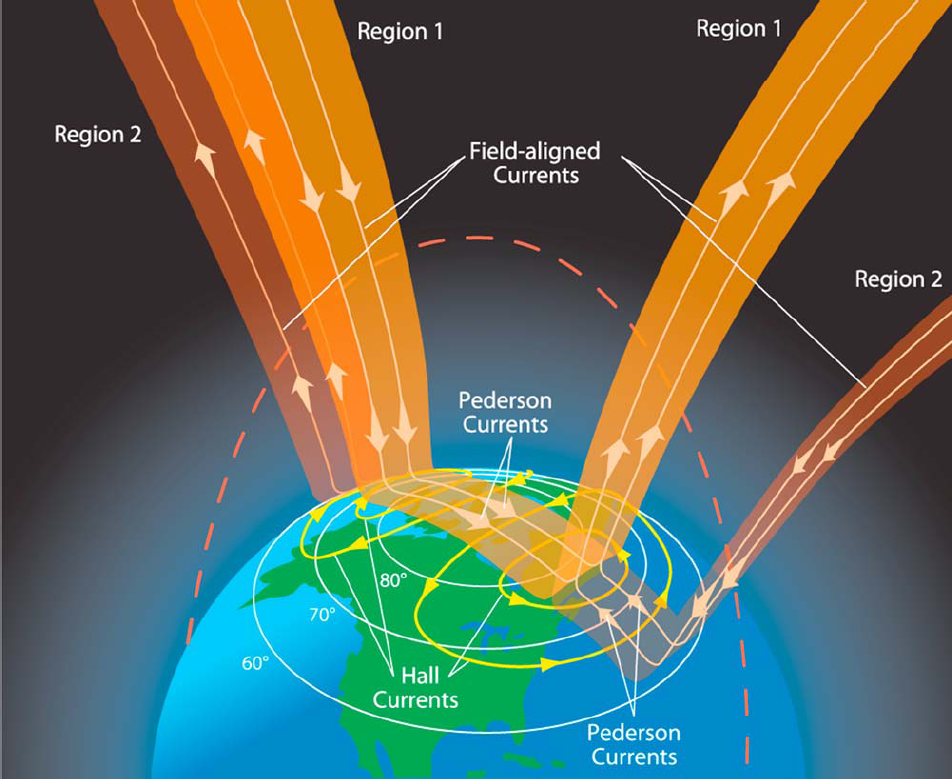 Region 1
Region 1
Region 2
Field-aligned
Currents
Region 2
Pederson
Currents
80°
70°
60°
Hall
Currents
Pederson
Currents